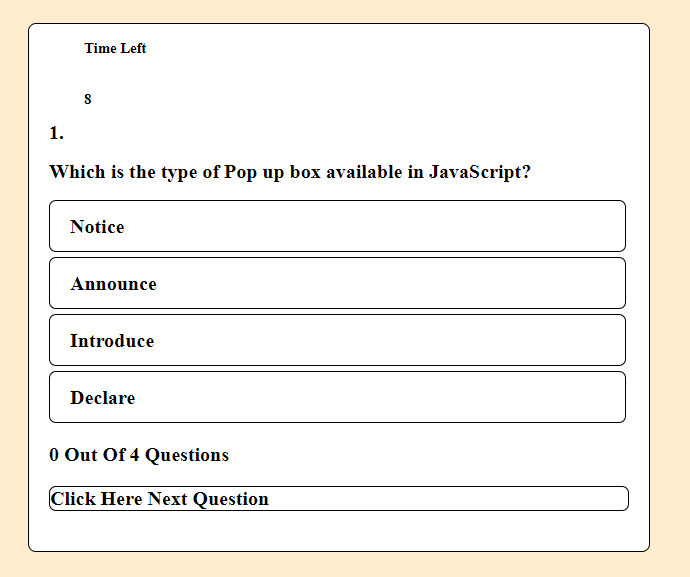 Time Left
8
1.
Which is the type of Pop up box available in JavaScript?
Notice
Announce
Introduce
Declare
0 Out Of 4 Questions
Click Here Next Question